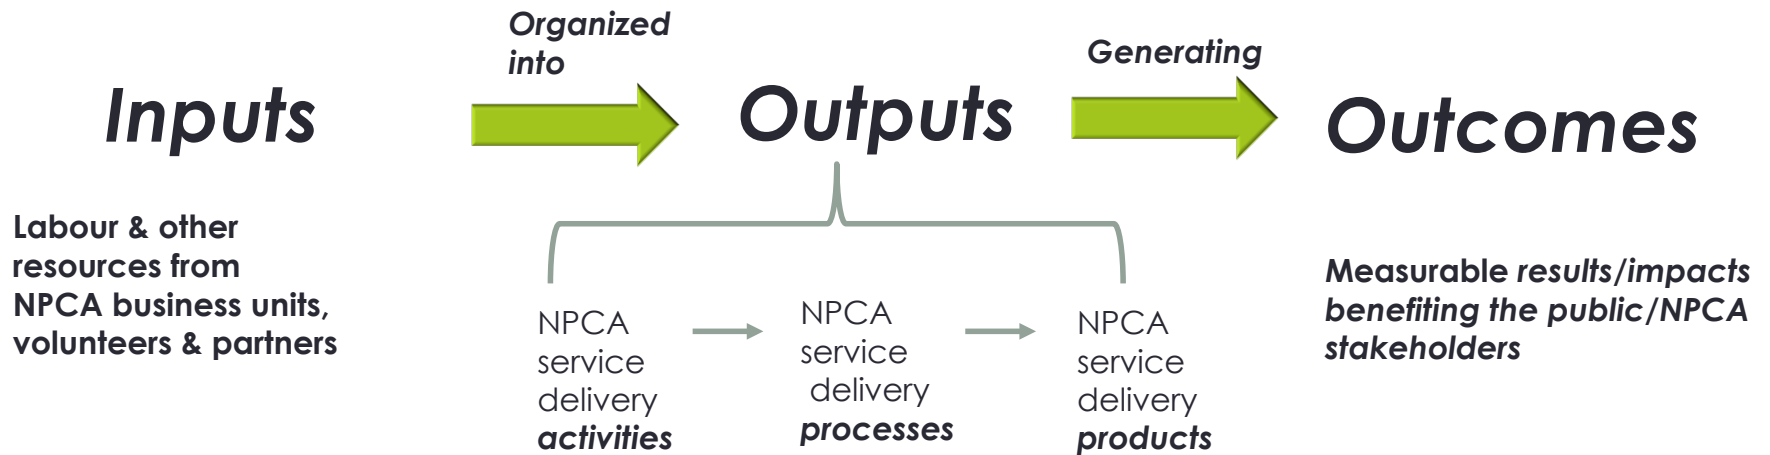 Organized
into
Generating
Inputs
Outputs
Outcomes
Labour & other
resources from
NPCA business units,
volunteers & partners
NPCA
service
delivery
activities
NPCA
service
delivery
processes
NPCA
service
delivery
products
Measurable results/impacts
benefiting the public/NPCA
stakeholders